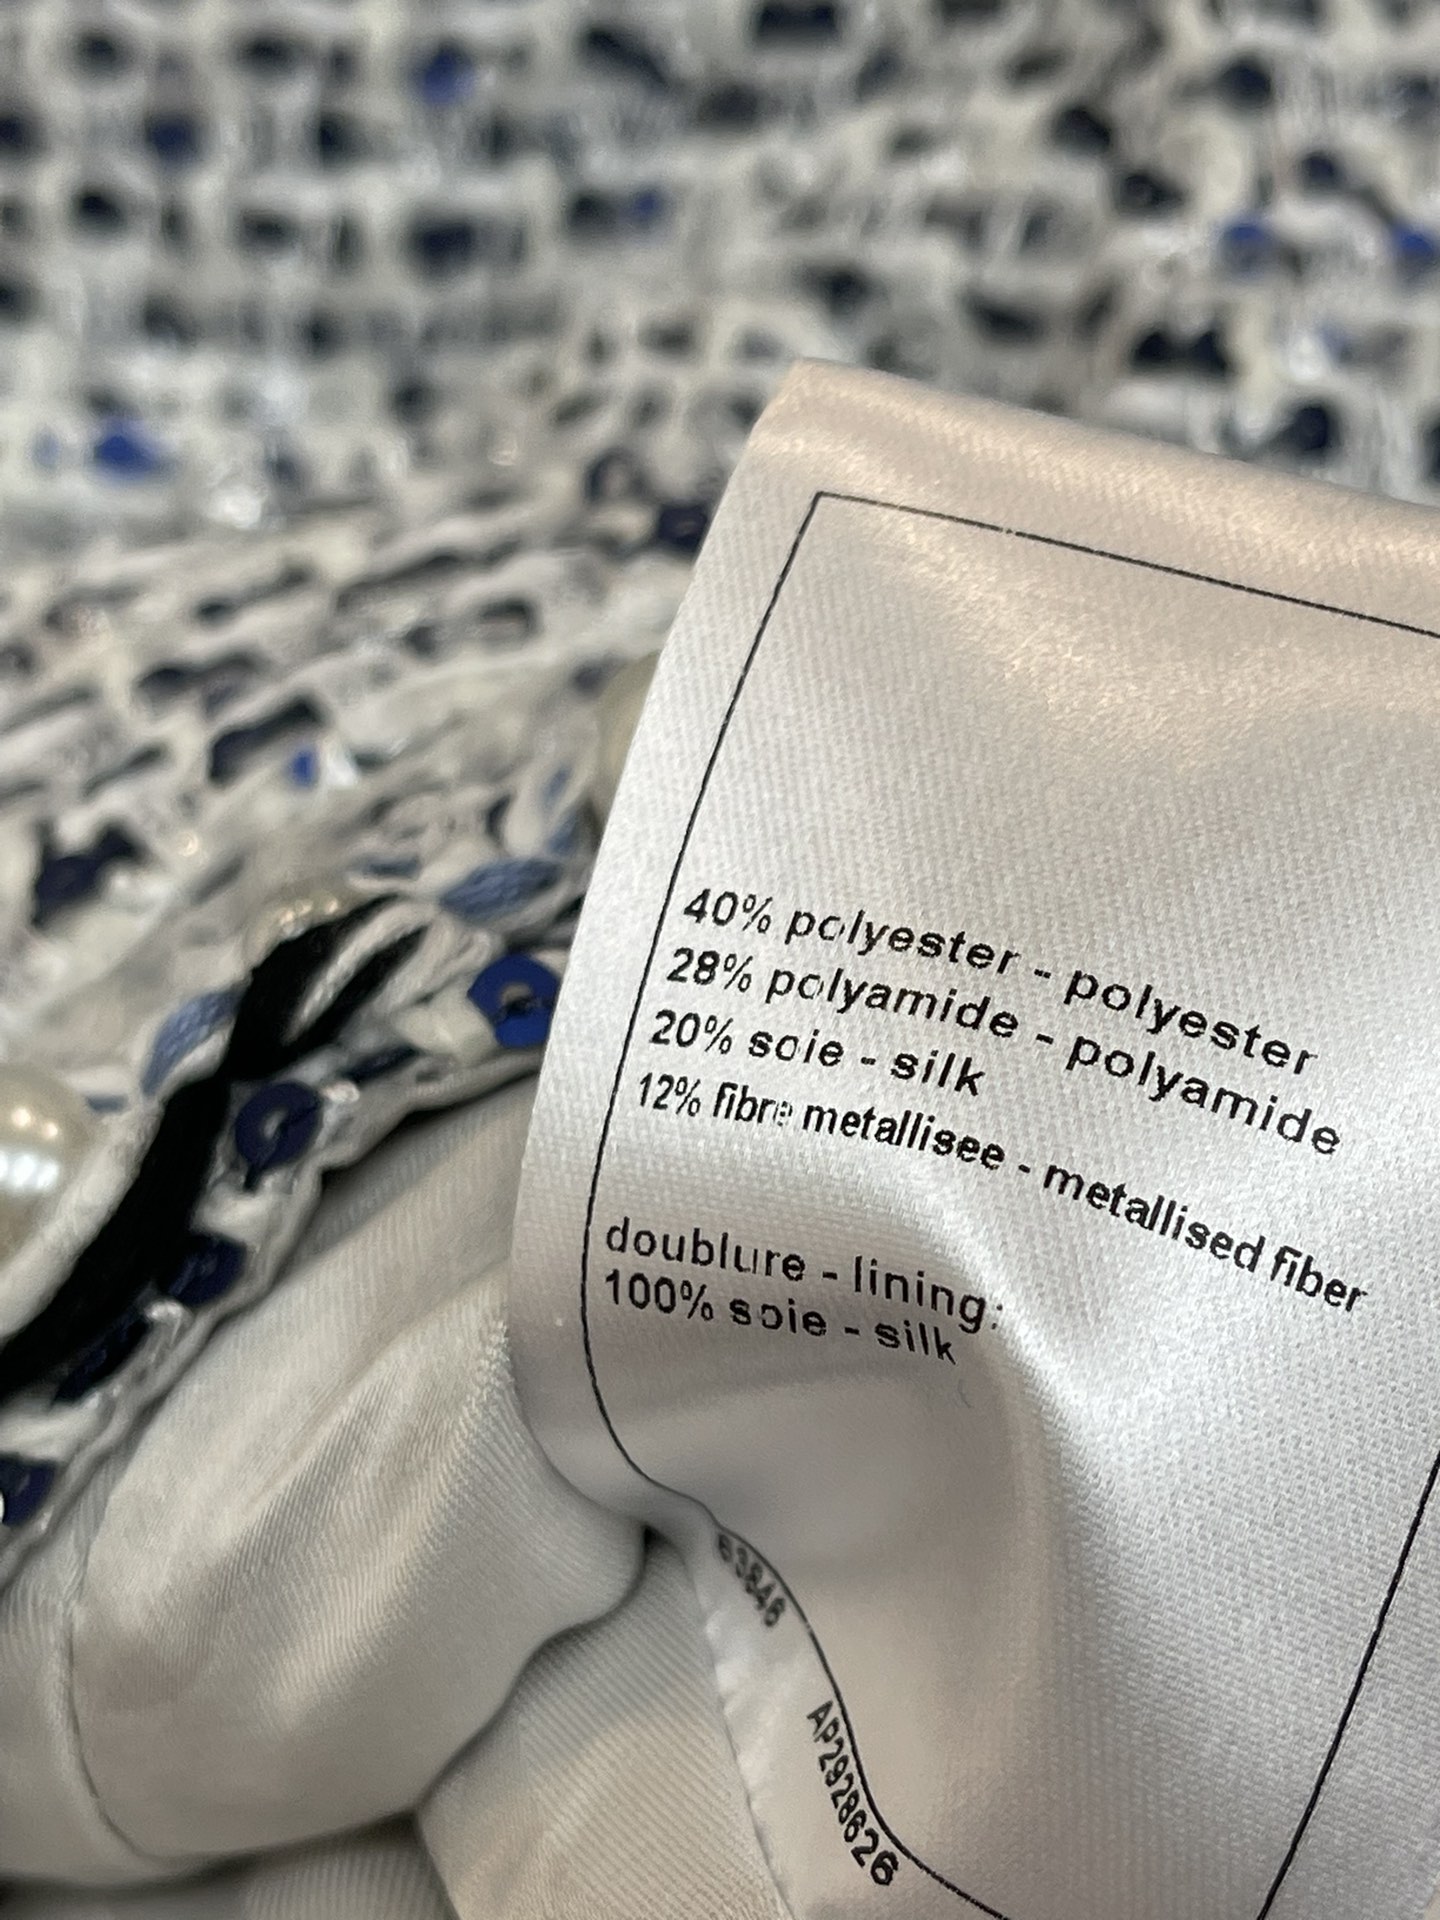 40% polyester - polyester
28% polyamide - polyamide
20% soie - silk
12% fibre metallisee - metallised fiber
doublure - lining:
100% soie - silk
63846
AP2928626